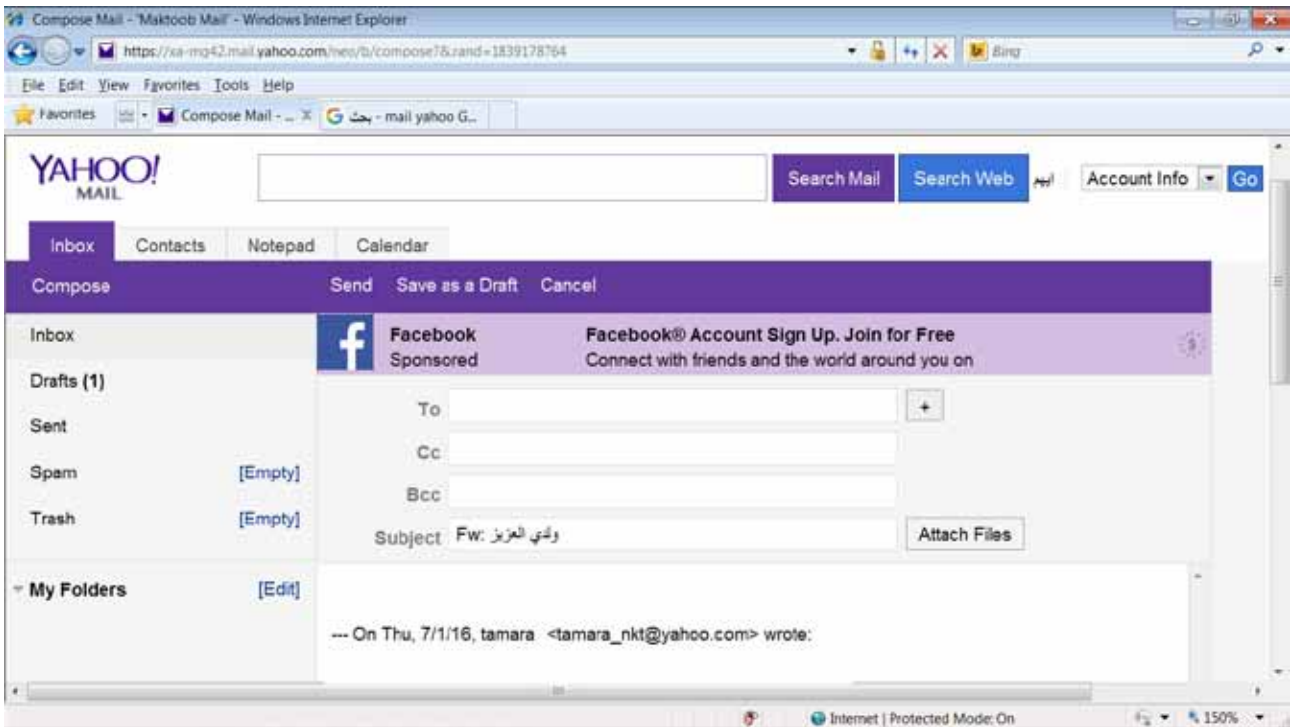 Compose Mail - "Maktoob Mail" - Windows Internet Explorer
https://xa-mg42.mail.yahoo.com/neo/b/compose?&.rand=1839178764
Bing
File Edit View Favorites Tools Help
Favorites Compose Mail - ... X بحث - mail yahoo G...
YAHOO! MAIL
Search Mail Search Web Account Info Go
Inbox Contacts Notepad Calendar
Compose Send Save as a Draft Cancel
Inbox
Facebook Facebook® Account Sign Up. Join for Free
Sponsored Connect with friends and the world around you on
Drafts (1)
To +
Sent
Cc
Spam [Empty]
Bcc
Trash [Empty]
Subject Fw: ولدي العزيز Attach Files
My Folders [Edit]
--- On Thu, 7/1/16, tamara <tamara_nkt@yahoo.com> wrote:
Internet | Protected Mode: On 150%